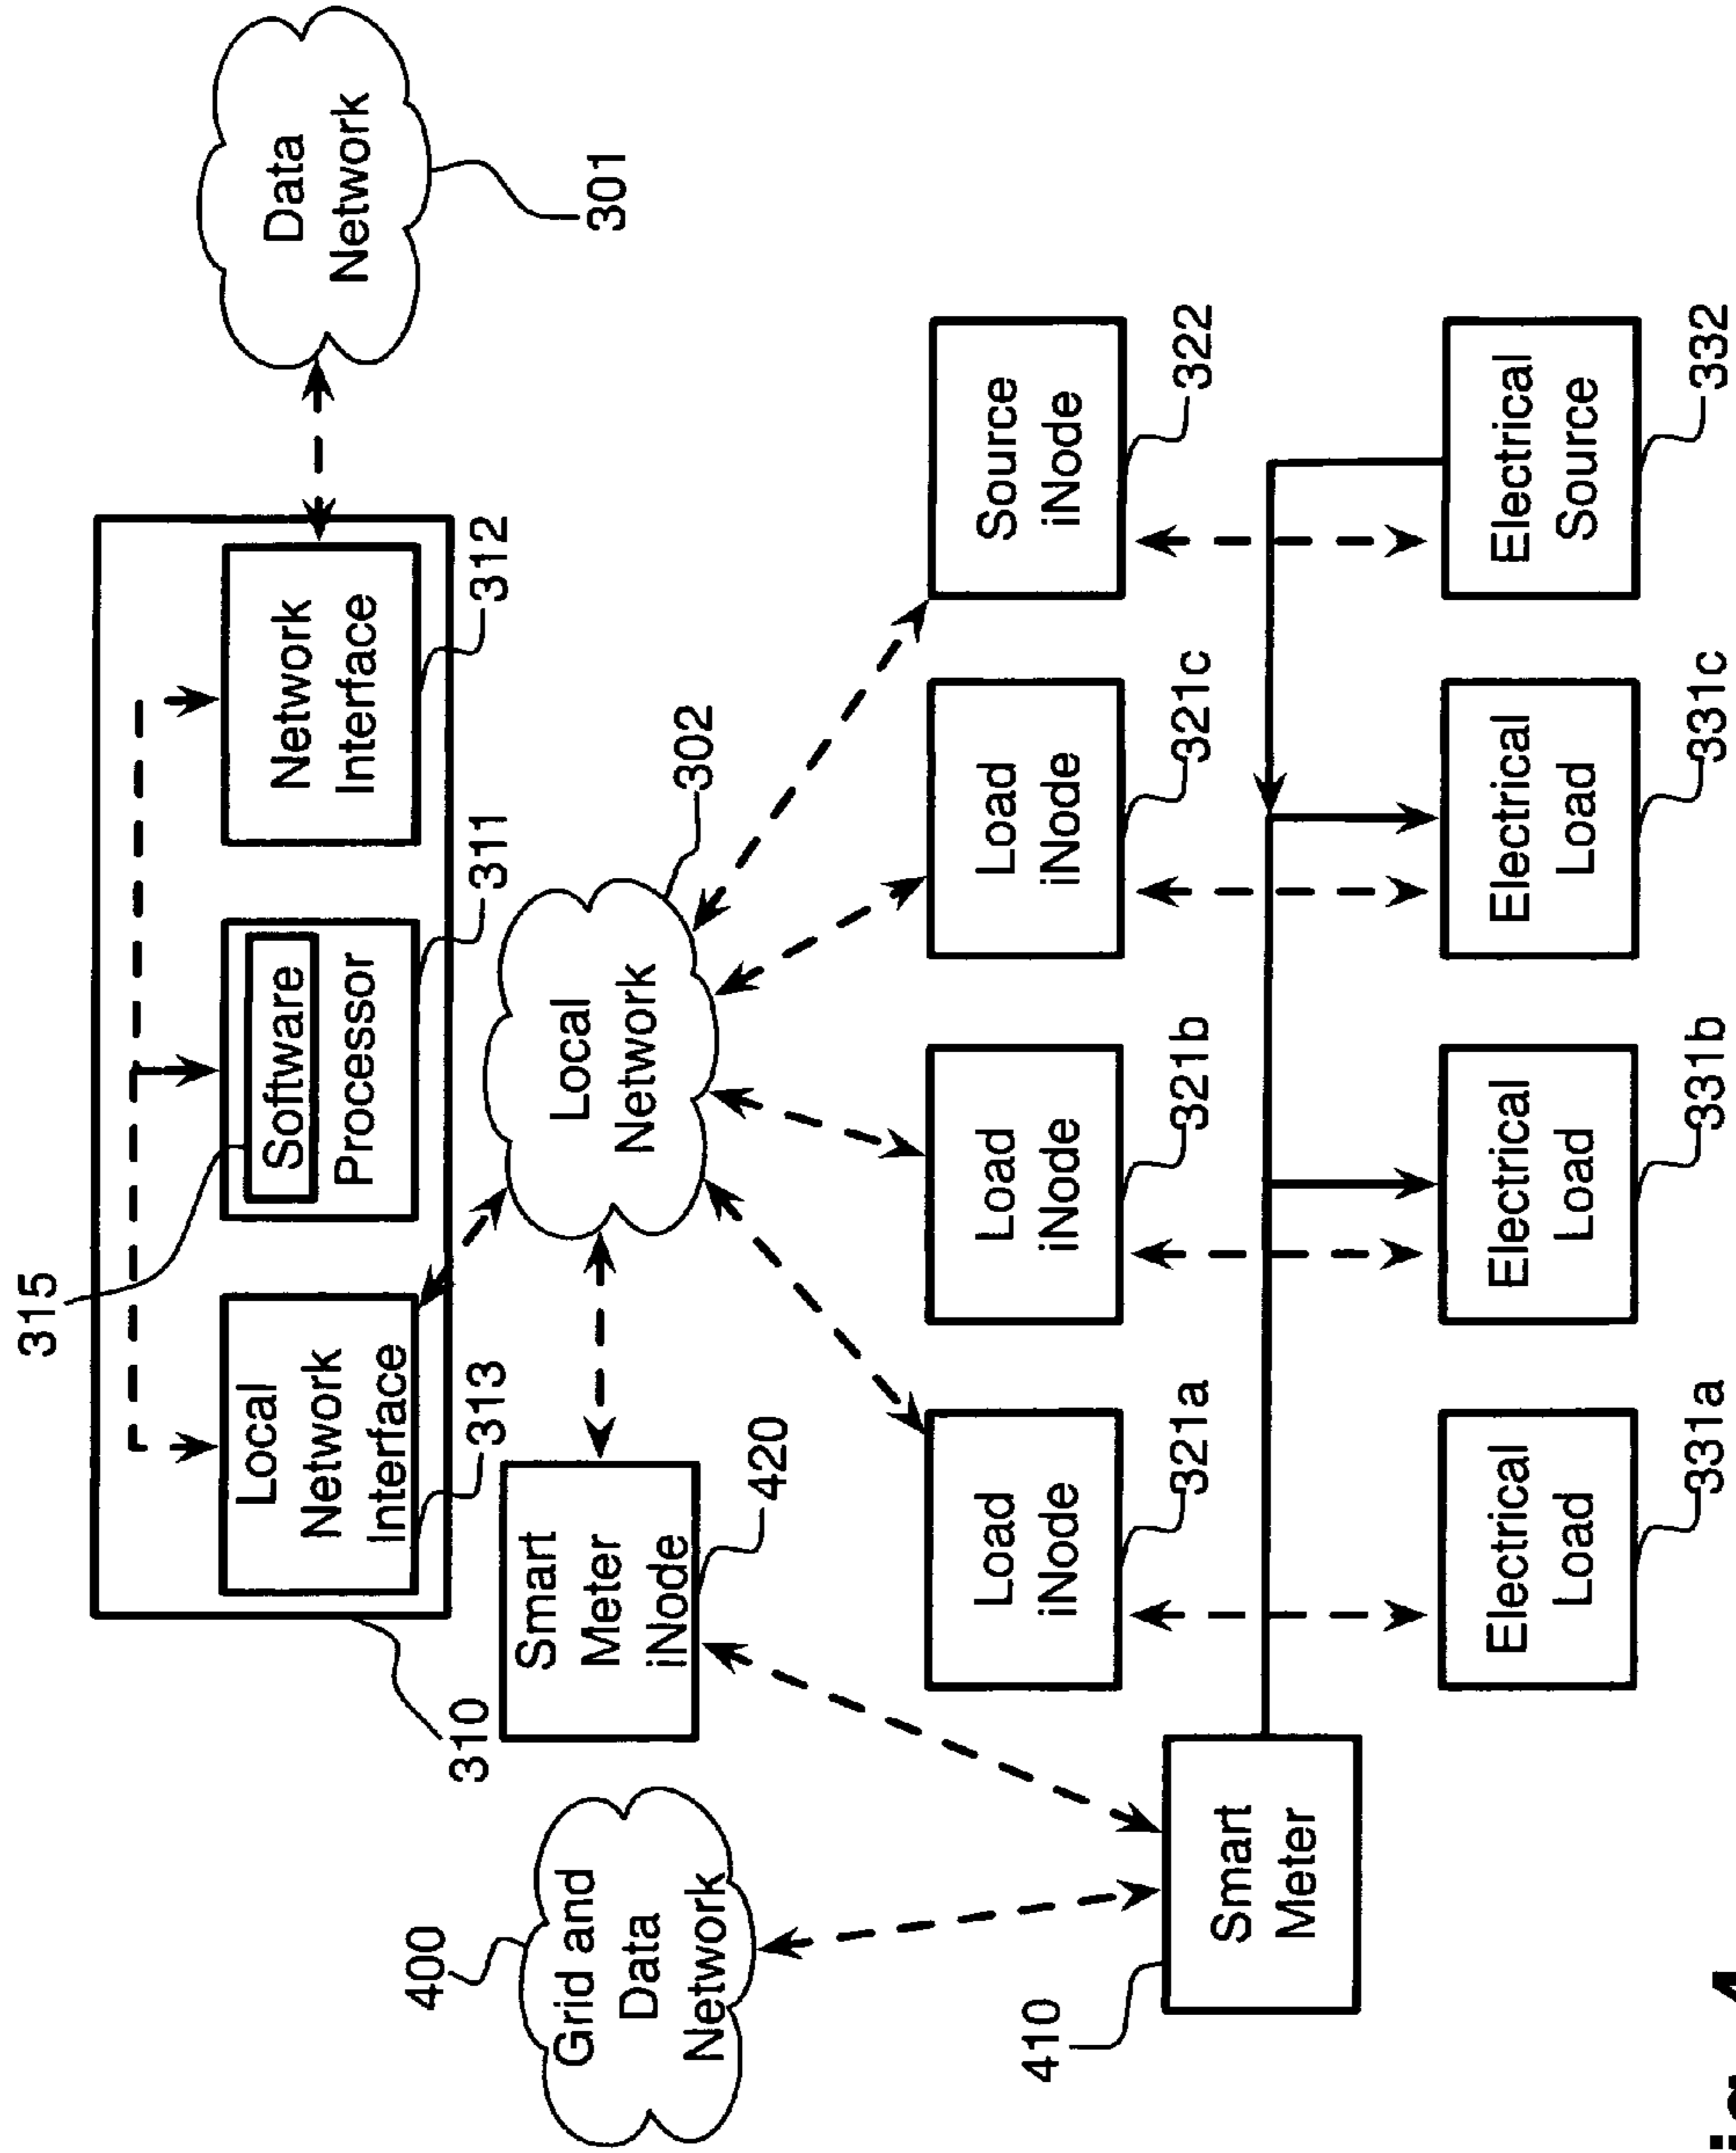 315
Local
Network
Interface
Software
Processor
Network
Interface
Data
Network
310
313
311
312
301
400
Grid and
Data
Network
Smart
Meter
iNode
420
Local
Network
302
410
Smart
Meter
Load
iNode
321a
Load
iNode
321b
Load
iNode
321c
Source
iNode
322
Electrical
Load
331a
Electrical
Load
331b
Electrical
Load
331c
Electrical
Source
332